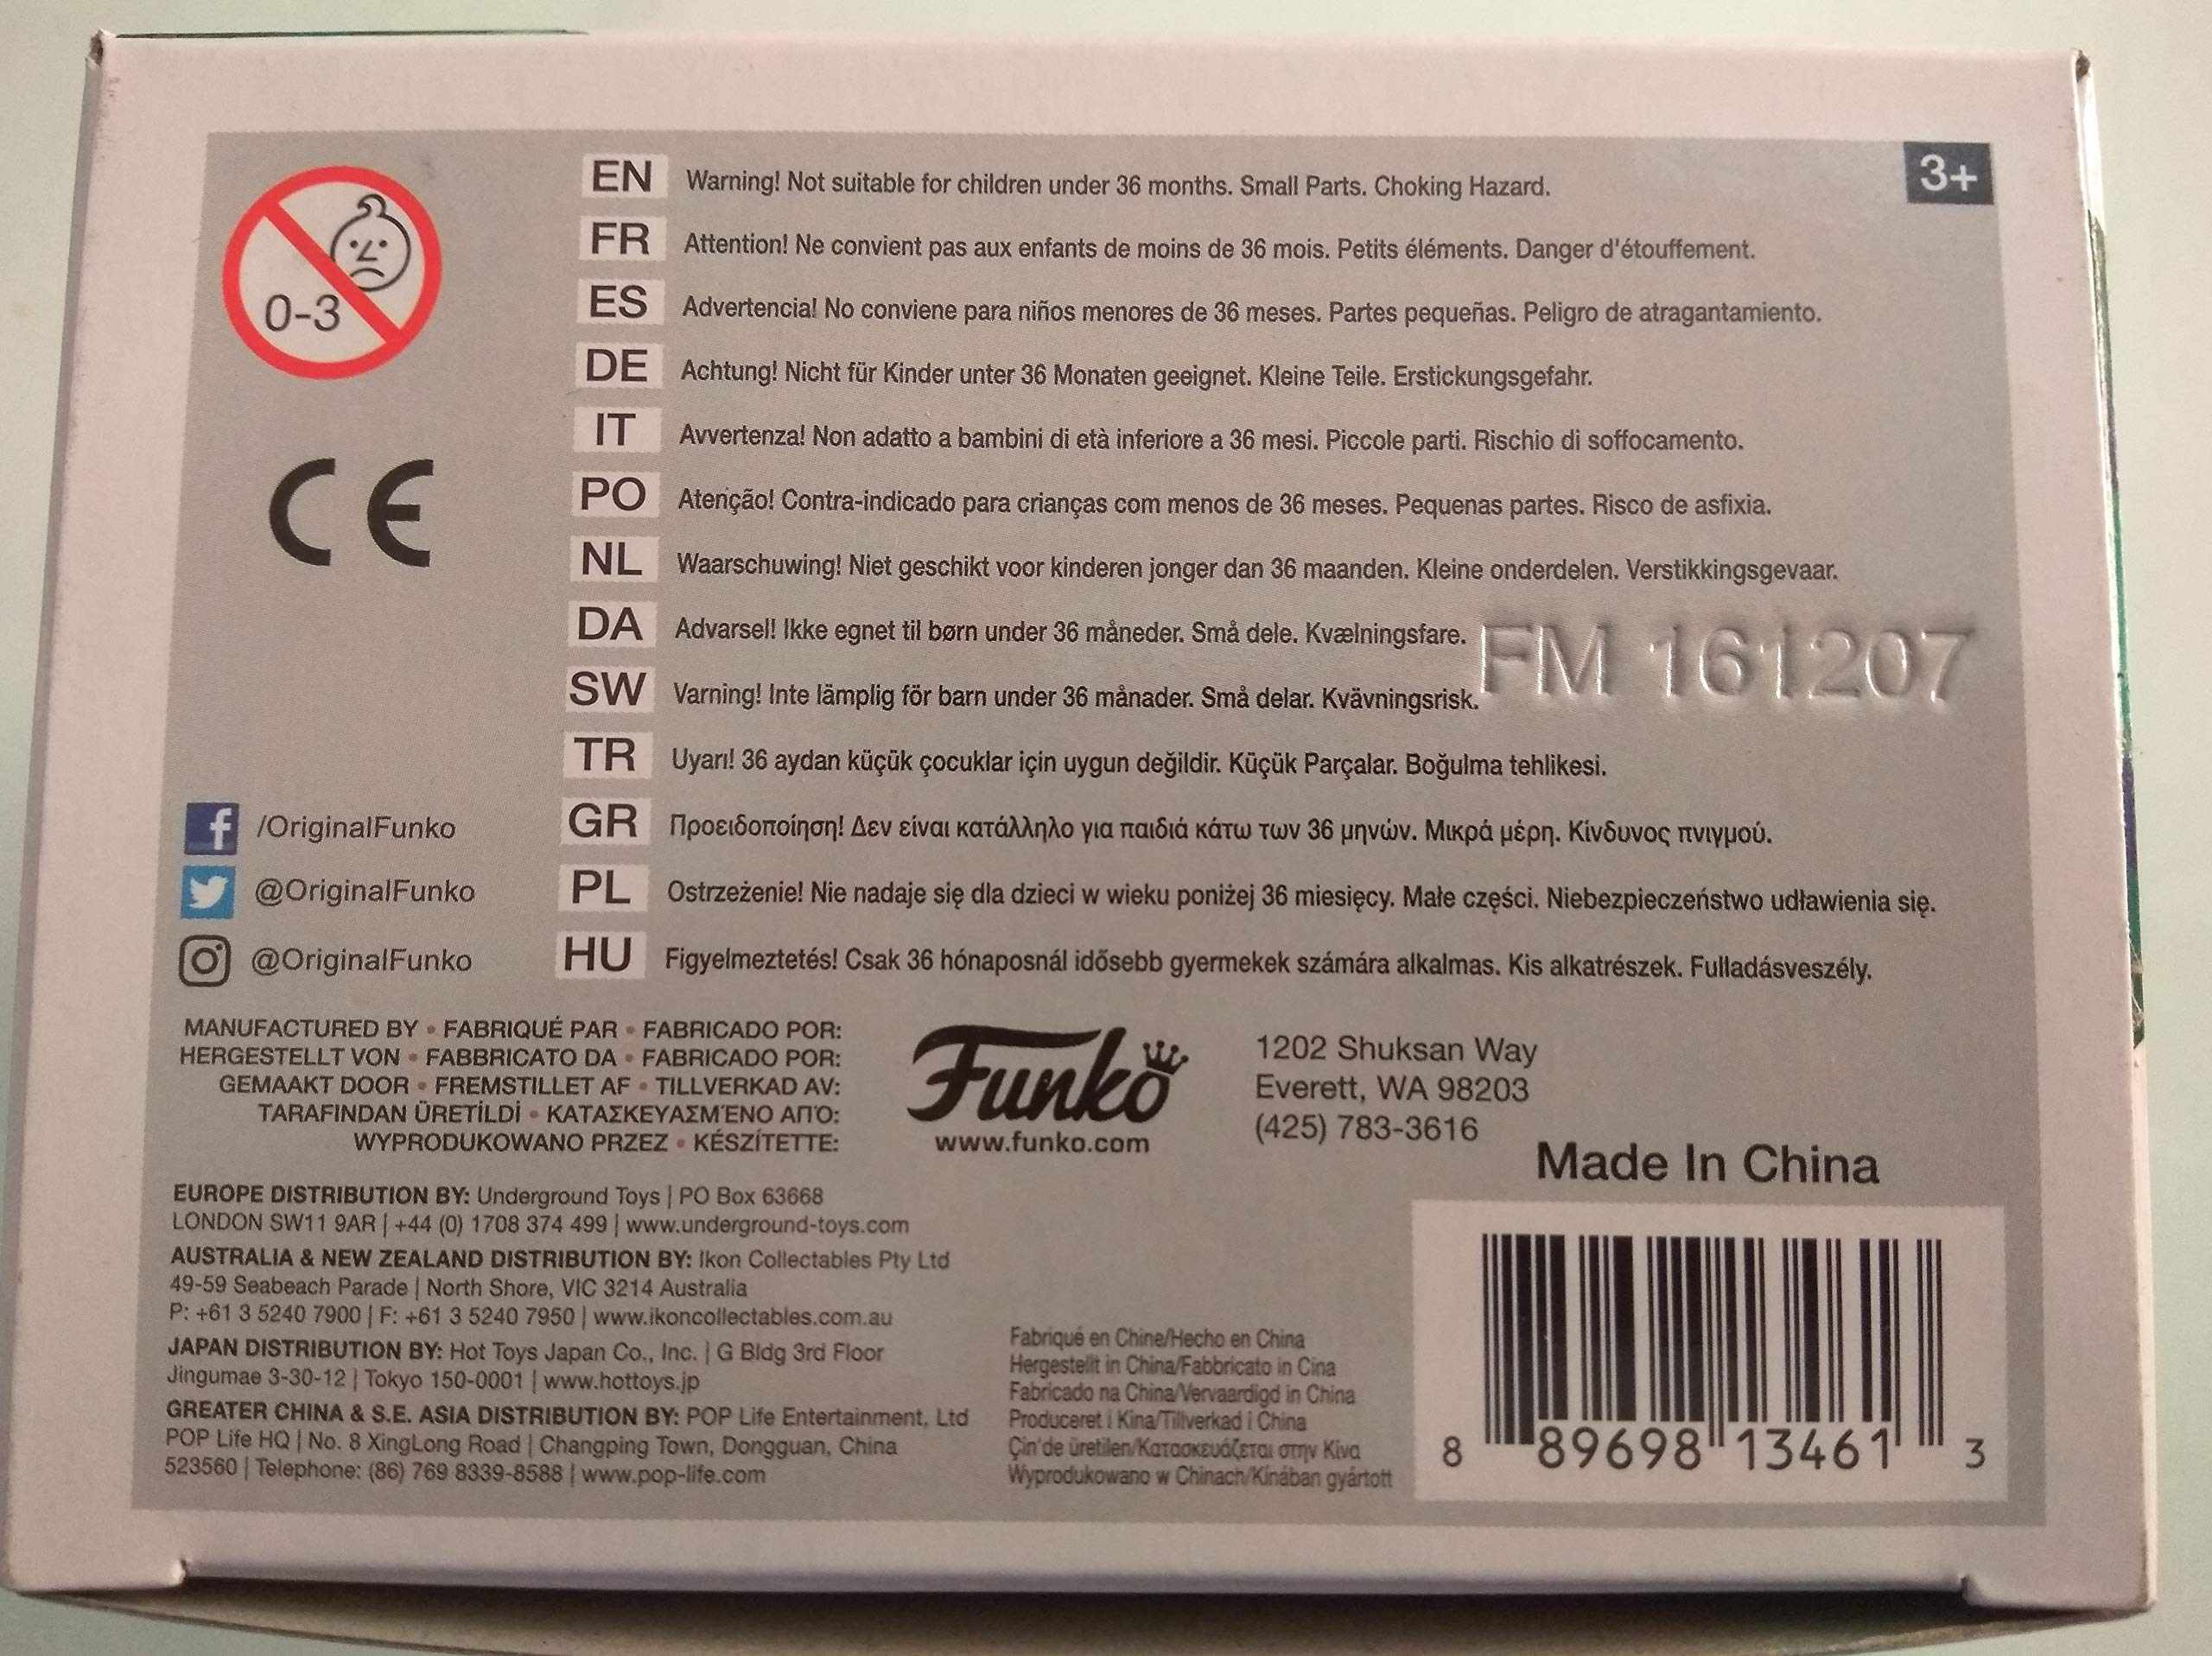 3+
0-3
EN Warning! Not suitable for children under 36 months. Small Parts. Choking Hazard.
FR Attention! Ne convient pas aux enfants de moins de 36 mois. Petits éléments. Danger d'étouffement.
ES Advertencia! No conviene para niños menores de 36 meses. Partes pequeñas. Peligro de atragantamiento.
DE Achtung! Nicht für Kinder unter 36 Monaten geeignet. Kleine Teile. Erstickungsgefahr.
IT Avvertenza! Non adatto a bambini di età inferiore a 36 mesi. Piccole parti. Rischio di soffocamento.
CE
PO Atenção! Contra-indicado para crianças com menos de 36 meses. Pequenas partes. Risco de asfixia.
NL Waarschuwing! Niet geschikt voor kinderen jonger dan 36 maanden. Kleine onderdelen. Verstikkingsgevaar.
DA Advarsel! Ikke egnet til børn under 36 måneder. Små dele. Kvælningsfare.
FM 161207
SW Varning! Inte lämplig för barn under 36 månader. Små delar. Kvävningsrisk.
TR Uyarı! 36 aydan küçük çocuklar için uygun değildir. Küçük Parçalar. Boğulma tehlikesi.
GR Προειδοποίηση! Δεν είναι κατάλληλο για παιδιά κάτω των 36 μηνών. Μικρά μέρη. Κίνδυνος πνιγμού.
PL Ostrzeżenie! Nie nadaje się dla dzieci w wieku poniżej 36 miesięcy. Małe części. Niebezpieczeństwo udławienia się.
HU Figyelmeztetés! Csak 36 hónaposnál idősebb gyermekek számára alkalmas. Kis alkatrészek. Fulladásveszély.
f /OriginalFunko
@OriginalFunko
@OriginalFunko
MANUFACTURED BY • FABRIQUÉ PAR • FABRICADO POR:
HERGESTELLT VON • FABBRICATO DA • FABRICADO POR:
GEMAAKT DOOR • FREMSTILLET AF • TILLVERKAD AV:
TARAFINDAN ÜRETİLDİ • ΚΑΤΑΣΚΕΥΑΣΜΈΝΟ ΑΠΌ:
WYPRODUKOWANO PRZEZ • KÉSZÍTETTE:
Funko
www.funko.com
1202 Shuksan Way
Everett, WA 98203
(425) 783-3616
Made In China
EUROPE DISTRIBUTION BY: Underground Toys | PO Box 63668
LONDON SW11 9AR | +44 (0) 1708 374 499 | www.underground-toys.com
AUSTRALIA & NEW ZEALAND DISTRIBUTION BY: Ikon Collectables Pty Ltd
49-59 Seabeach Parade | North Shore, VIC 3214 Australia
P: +61 3 5240 7900 | F: +61 3 5240 7950 | www.ikoncollectables.com.au
JAPAN DISTRIBUTION BY: Hot Toys Japan Co., Inc. | G Bldg 3rd Floor
Jingumae 3-30-12 | Tokyo 150-0001 | www.hottoys.jp
GREATER CHINA & S.E. ASIA DISTRIBUTION BY: POP Life Entertainment, Ltd
POP Life HQ | No. 8 XingLong Road | Changping Town, Dongguan, China
523560 | Telephone: (86) 769 8339-8588 | www.pop-life.com
Fabriqué en Chine/Hecho en China
Hergestellt in China/Fabbricato in Cina
Fabricado na China/Vervaardigd in China
Produceret i Kina/Tillverkad i China
Çin'de üretilen/Κατασκευάζεται στην Κίνα
Wyprodukowano w Chinach/Kínában gyártott
8 89698 13461 3